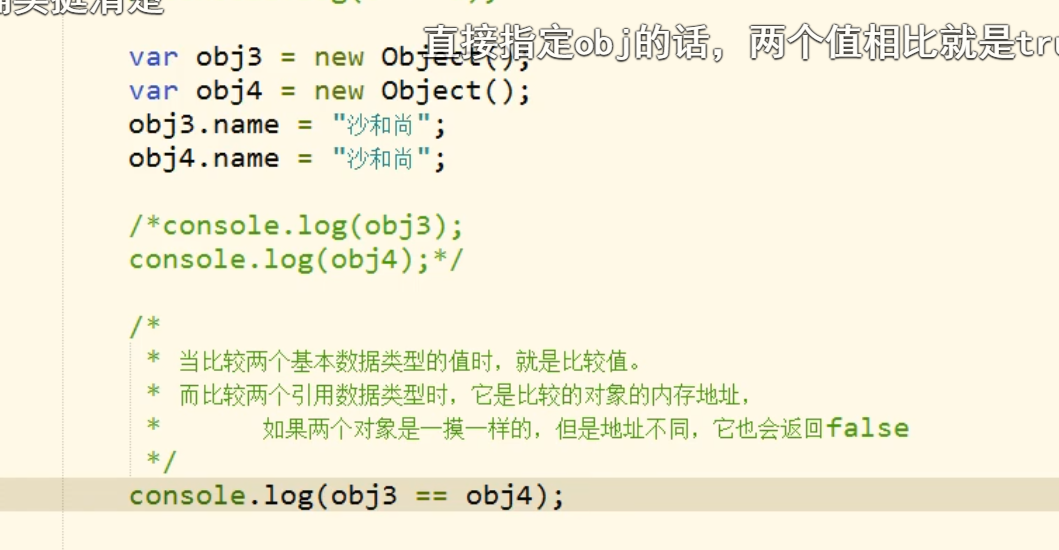 确实挺清楚
直接指定obj的话，两个值相比就是tru
var obj3 = new Object();
var obj4 = new Object();
obj3.name = "沙和尚";
obj4.name = "沙和尚";
/*console.log(obj3);
console.log(obj4);*/
/*
* 当比较两个基本数据类型的值时，就是比较值。
* 而比较两个引用数据类型时，它是比较的对象的内存地址，
* 如果两个对象是一摸一样的，但是地址不同，它也会返回false
*/
console.log(obj3 == obj4);